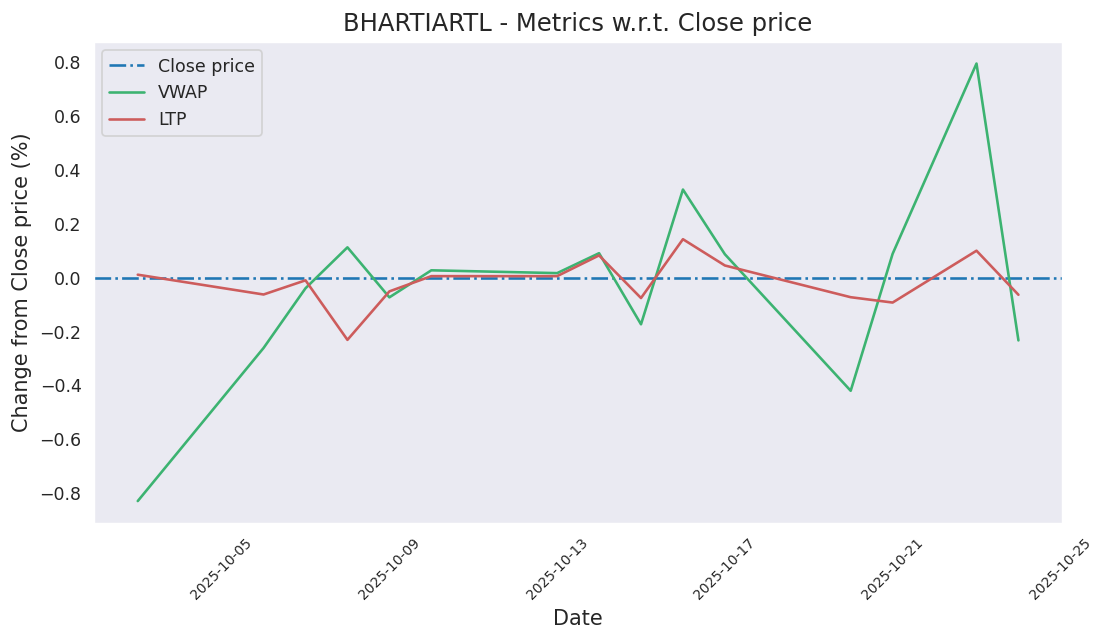 BHARTIARTL - Metrics w.r.t. Close price
Close price
VWAP
LTP
Change from Close price (%)
0.8
0.6
0.4
0.2
0.0
−0.2
−0.4
−0.6
−0.8
2025-10-05
2025-10-09
2025-10-13
2025-10-17
2025-10-21
2025-10-25
Date